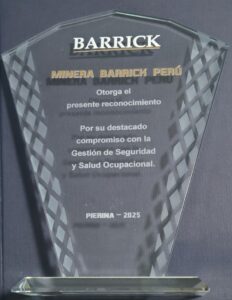 BARRICK
MINERA BARRICK PERÚ
Otorga el
presente reconocimiento
Por su destacado
compromiso con la
Gestión de Seguridad
y Salud Ocupacional.
PIERINA – 2025